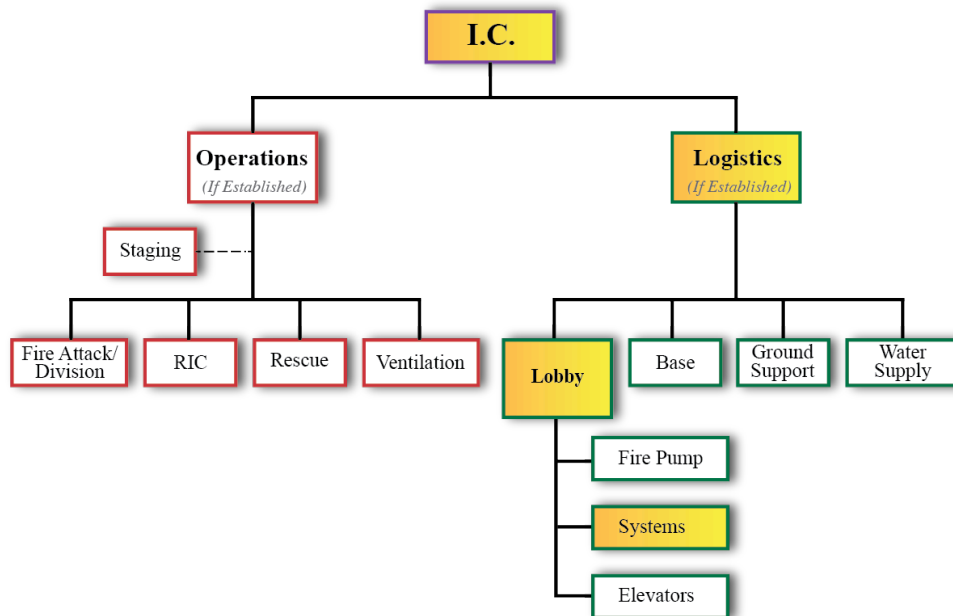 I.C.
Operations
(If Established)
Logistics
(If Established)
Staging
Fire Attack/
Division
RIC
Rescue
Ventilation
Lobby
Base
Ground
Support
Water
Supply
Fire Pump
Systems
Elevators